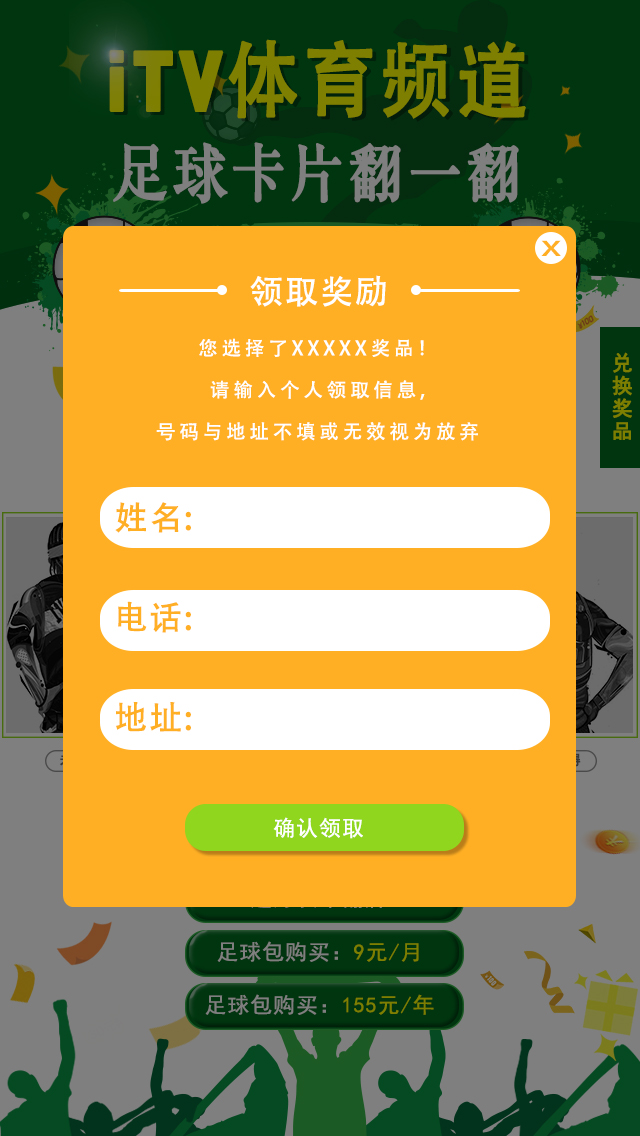 iTV体育频道
足球卡片翻一翻
领取奖励
您选择了XXXXX奖品!
请输入个人领取信息,
号码与地址不填或无效视为放弃
兑换奖品
姓名:
电话:
地址:
确认领取
足球包购买：9元/月
足球包购买：155元/年